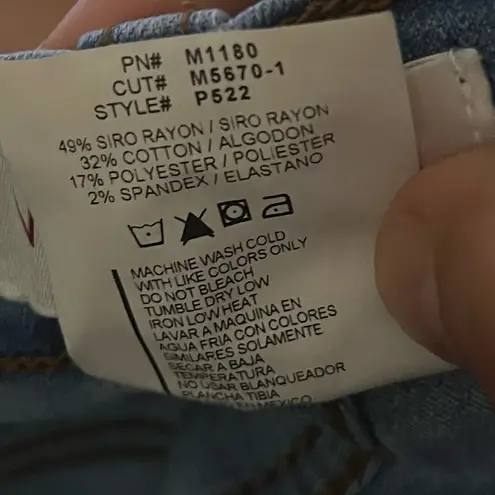 PN# M1180
CUT# M5670-1
STYLE# P522
49% SIRO RAYON / SIRO RAYON
32% COTTON / ALGODON
17% POLYESTER / POLIESTER
2% SPANDEX / ELASTANO
MACHINE WASH COLD
WITH LIKE COLORS ONLY
DO NOT BLEACH
TUMBLE DRY LOW
IRON LOW HEAT
LAVAR A MAQUINA EN
AGUA FRIA CON COLORES
SIMILARES SOLAMENTE
SECAR A BAJA
TEMPERATURA
NO USAR BLANQUEADOR
PLANCHA TIBIA
EN MEXICO